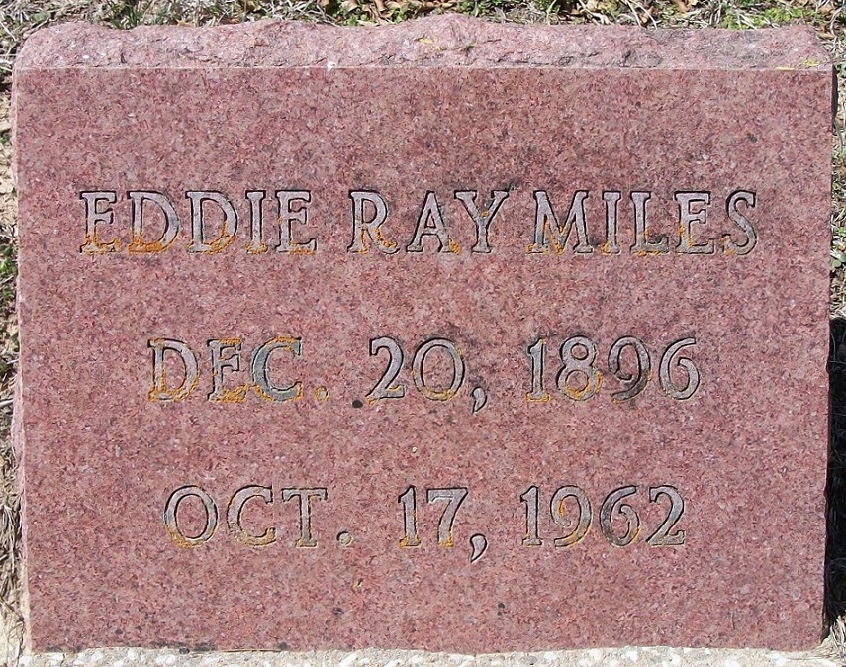 EDDIE RAY MILES
DEC. 20, 1896
OCT. 17, 1962